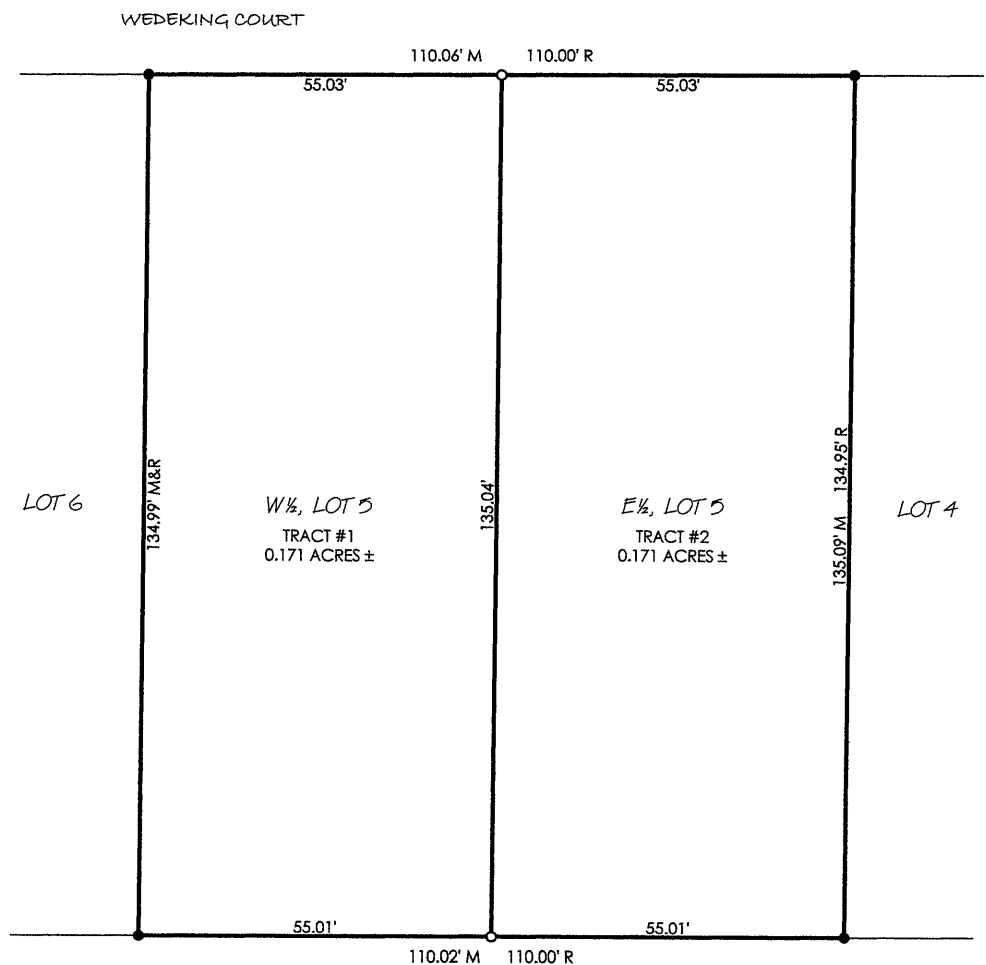 WEDEKING COURT
110.06' M 110.00' R
55.03' 55.03'
134.99' M&R
135.04'
135.09' M 134.95' R
LOT 6
W½, LOT 5
TRACT #1
0.171 ACRES ±
E½, LOT 5
TRACT #2
0.171 ACRES ±
LOT 4
55.01' 55.01'
110.02' M 110.00' R